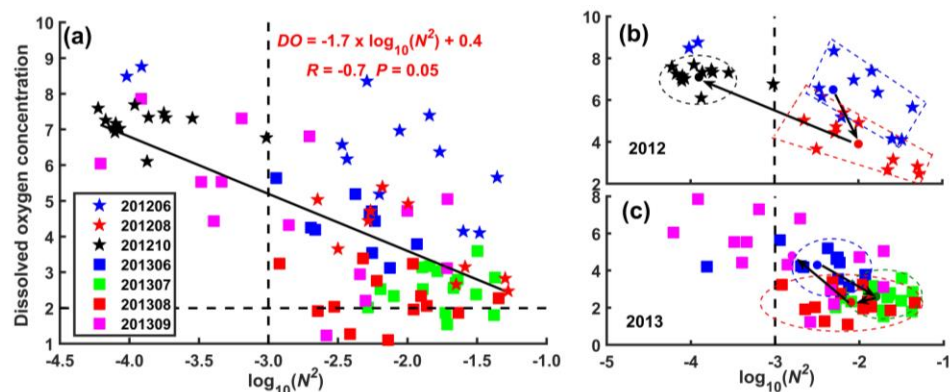 (a)
DO = -1.7 x log10(N2) + 0.4
R = -0.7, P = 0.05
Dissolved oxygen concentration
10
9
8
7
6
5
4
3
2
1
201206
201208
201210
201306
201307
201308
201309
-4.5 -4.0 -3.5 -3.0 -2.5 -2.0 -1.5 -1.0
log10(N2)
(b)
10
8
6
4
2
2012
(c)
8
6
4
2
0
2013
-5 -4 -3 -2 -1
log10(N2)